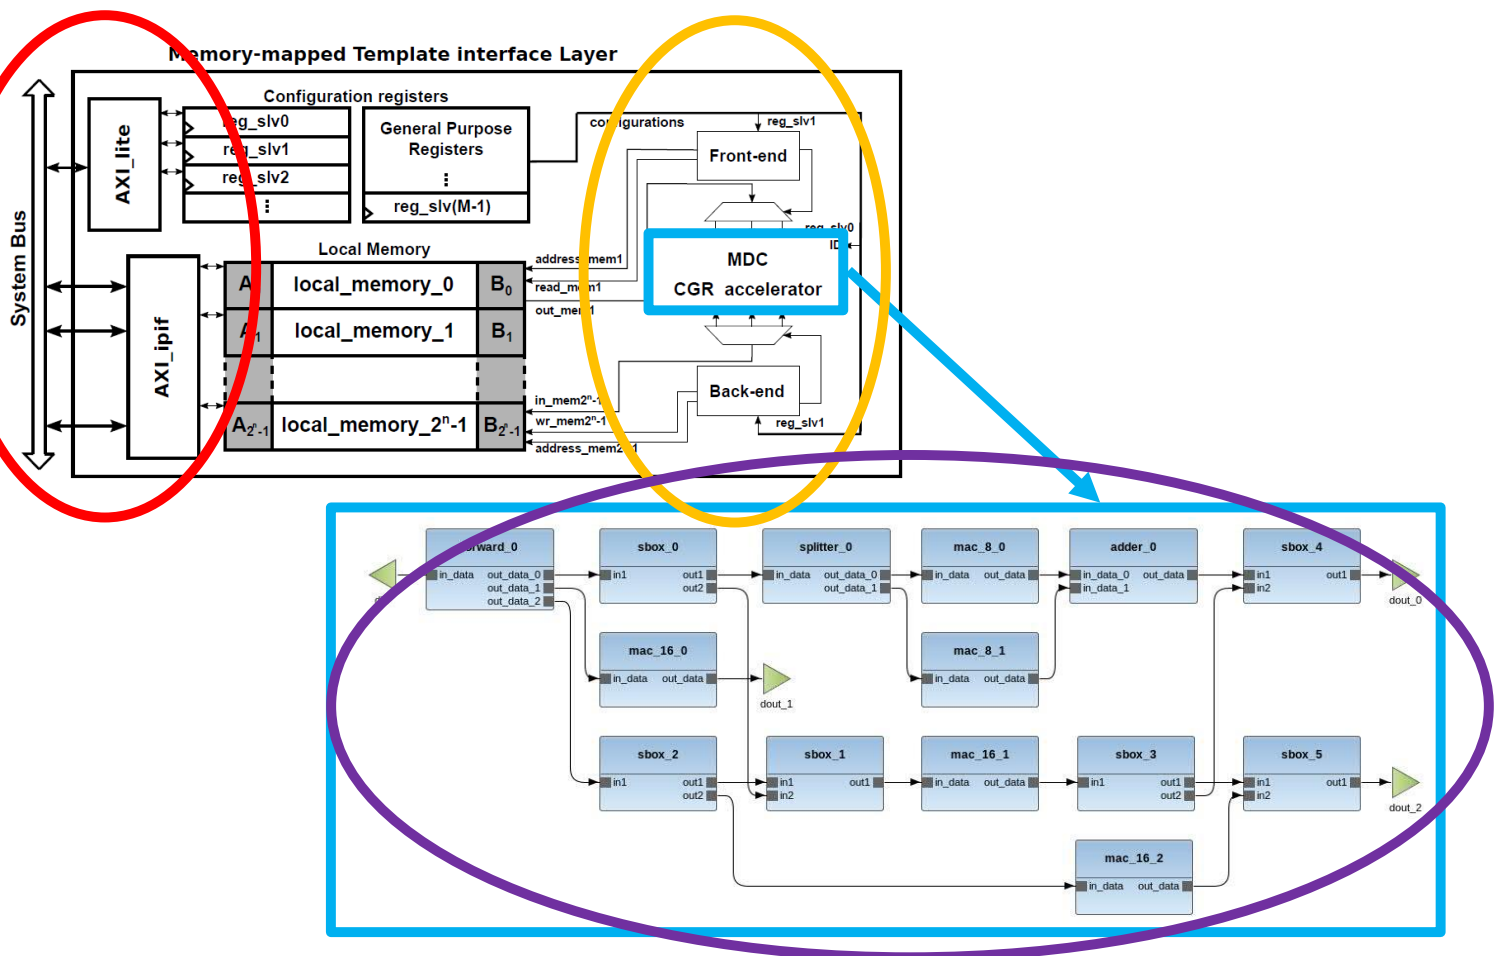 Memory-mapped Template interface Layer
System Bus
AXI_lite
Configuration registers
reg_slv0
reg_slv1
reg_slv2
⋮
General Purpose
Registers
⋮
reg_slv(M-1)
configurations
reg_slv1
Front-end
reg_slv0
ID
AXI_ipif
Local Memory
local_memory_0
B0
A1
local_memory_1
B1
A2ⁿ-1
local_memory_2ⁿ-1
B2ⁿ-1
address_mem1
read_mem1
out_mem1
MDC
CGR accelerator
in_mem2ⁿ-1
wr_mem2ⁿ-1
address_mem2ⁿ-1
Back-end
reg_slv1
forward_0
in_data out_data_0
out_data_1
out_data_2
sbox_0
in1 out1
out2
splitter_0
in_data out_data_0
out_data_1
mac_8_0
in_data out_data
adder_0
in_data_0 out_data
in_data_1
sbox_4
in1 out1
in2
dout_0
mac_16_0
in_data out_data
dout_1
mac_8_1
in_data out_data
sbox_2
in1 out1
out2
sbox_1
in1 out1
in2
mac_16_1
in_data out_data
sbox_3
in1 out1
out2
sbox_5
in1 out1
in2
dout_2
mac_16_2
in_data out_data